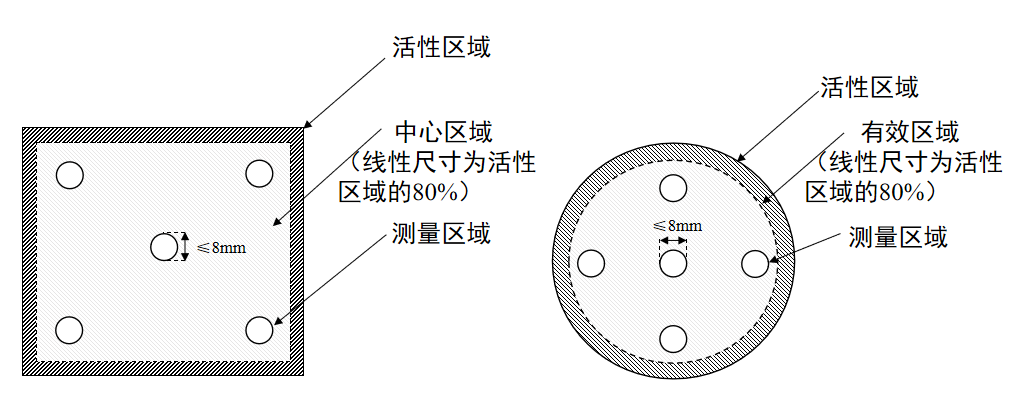 活性区域
中心区域
（线性尺寸为活性
区域的80%）
≤8mm
测量区域
活性区域
有效区域
（线性尺寸为活性
区域的80%）
≤8mm
测量区域